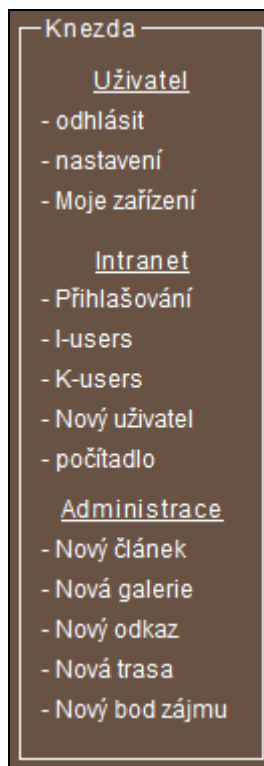 Knezda
Uživatel
- odhlásit
- nastavení
- Moje zařízení
Intranet
- Přihlašování
- I-users
- K-users
- Nový uživatel
- počítadlo
Administrace
- Nový článek
- Nová galerie
- Nový odkaz
- Nová trasa
- Nový bod zájmu